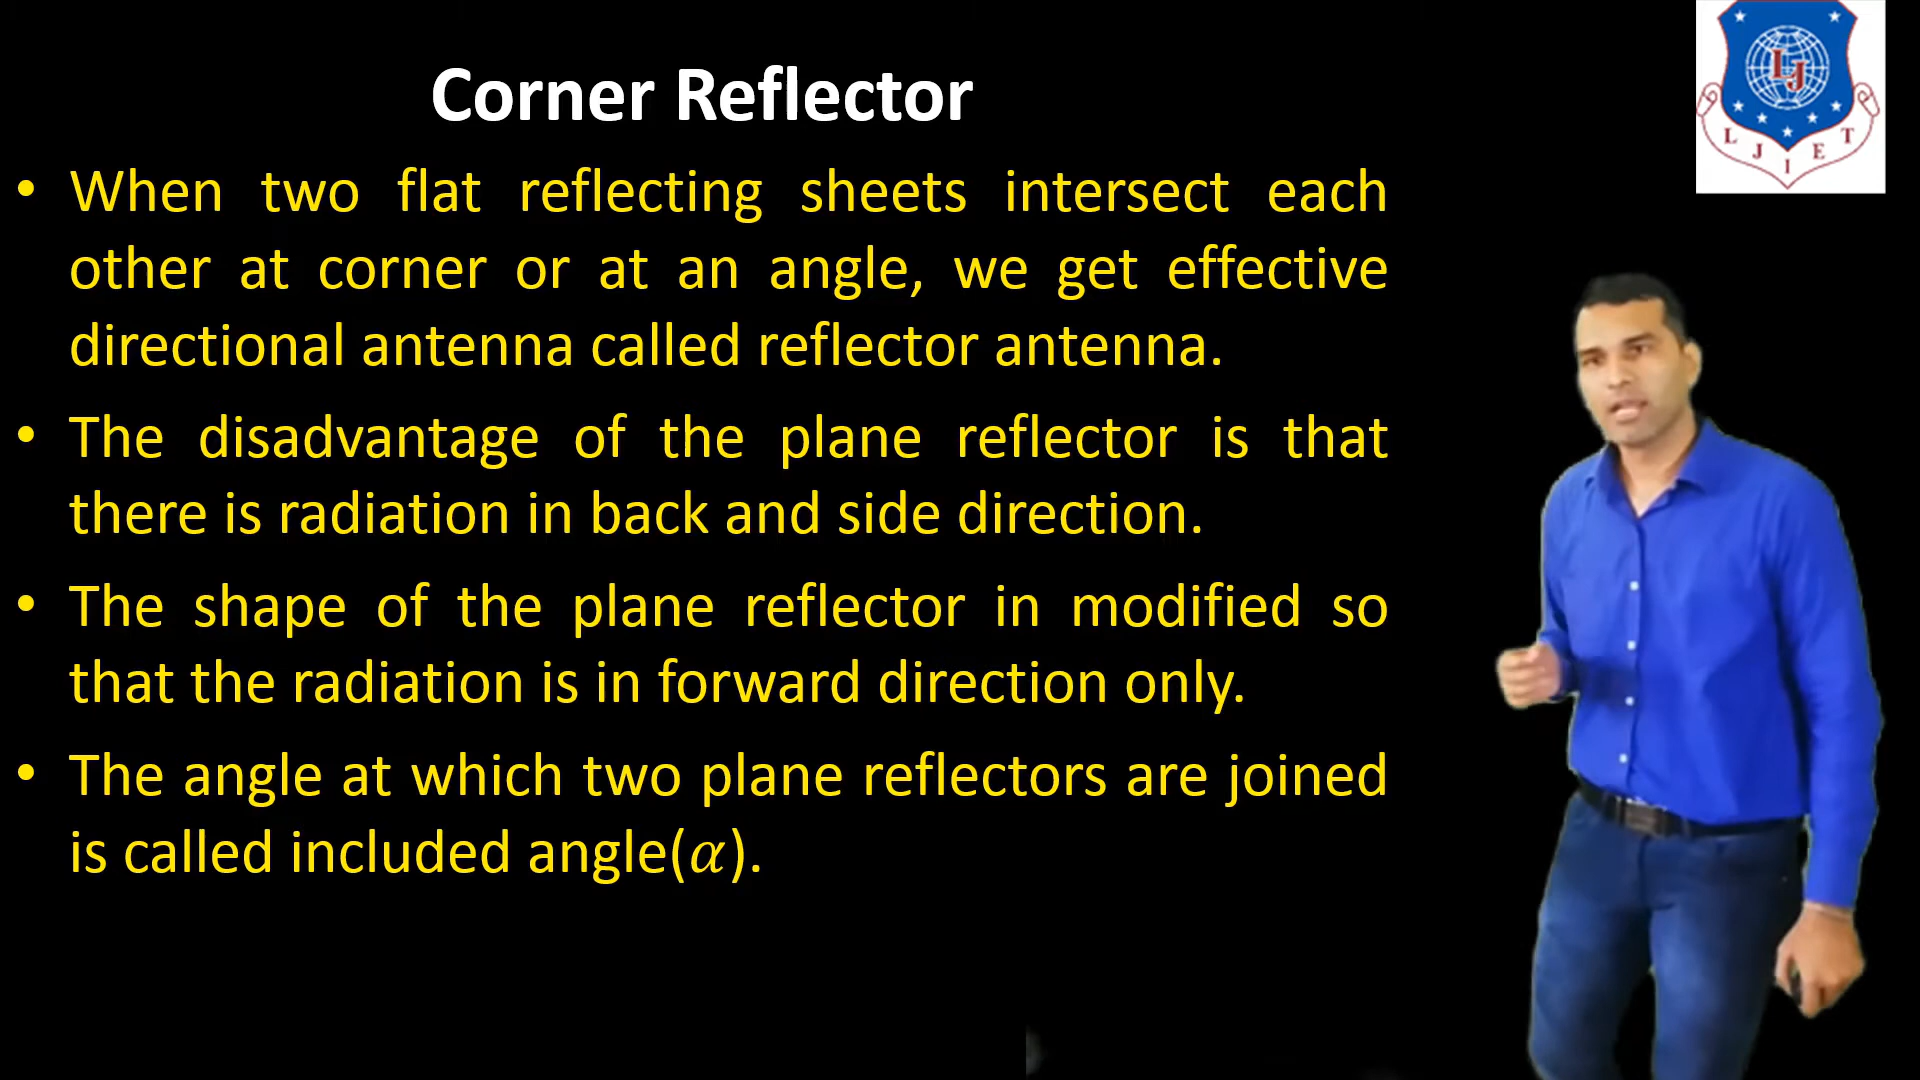 Corner Reflector
• When two flat reflecting sheets intersect each
other at corner or at an angle, we get effective
directional antenna called reflector antenna.
• The disadvantage of the plane reflector is that
there is radiation in back and side direction.
• The shape of the plane reflector in modified so
that the radiation is in forward direction only.
• The angle at which two plane reflectors are joined
is called included angle(α).
LJ
L J I E T